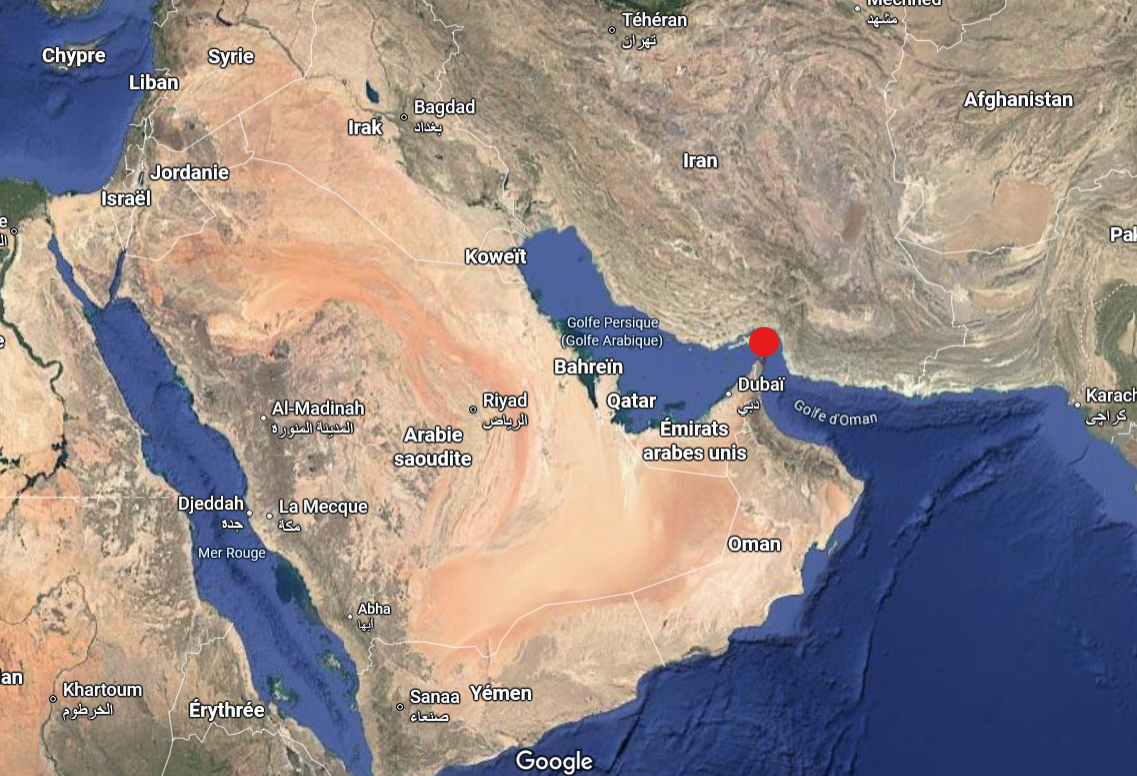 Mechhed
مشهد
Téhéran
تهران
Chypre
Syrie
Liban
Afghanistan
Bagdad
بغداد
Irak
Iran
Jordanie
Israël
Koweït
Golfe Persique
(Golfe Arabique)
Bahreïn
Dubaï
دبي
Qatar
Golfe d'Oman
Karach
كراچى
Riyad
الرياض
Al-Madinah
المدينة المنورة
Arabie
saoudite
Émirats
arabes unis
Djeddah
جدة
La Mecque
مكة
Mer Rouge
Oman
Abha
أبها
an
Khartoum
الخرطوم
Érythrée
Sanaa
صنعاء
Yémen
Google